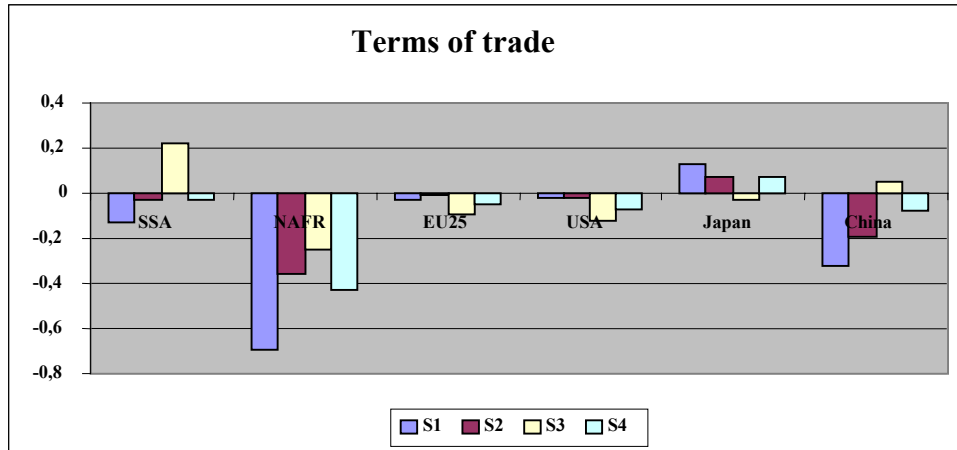 Terms of trade
0,4
0,2
0
-0,2
-0,4
-0,6
-0,8
SSA NAFR EU25 USA Japan China
S1 S2 S3 S4